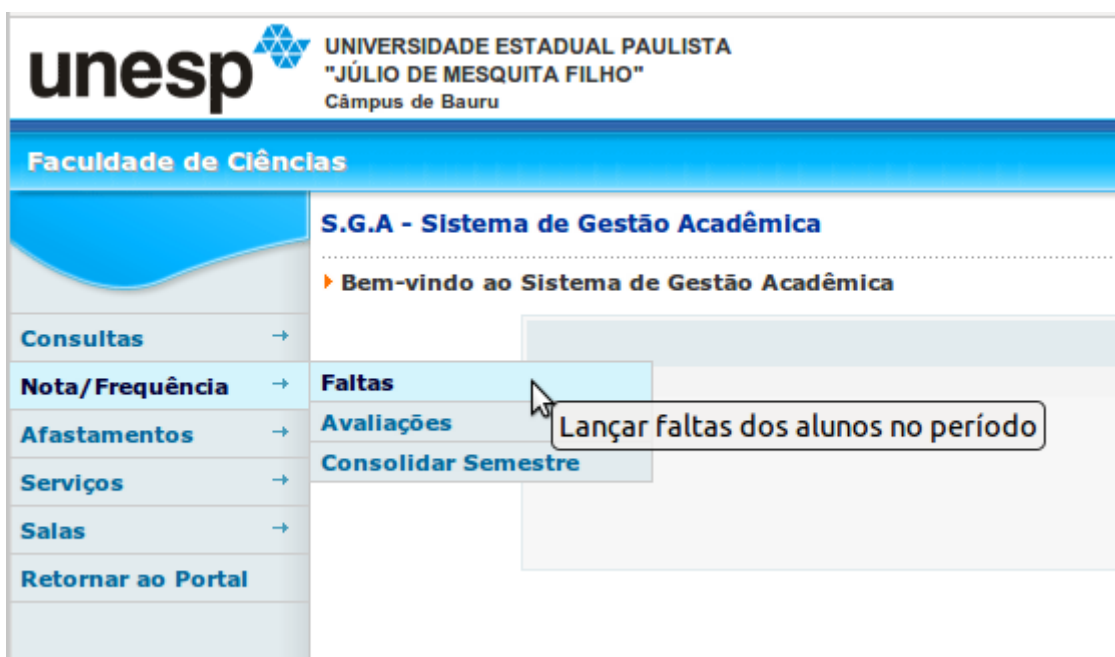 unesp
UNIVERSIDADE ESTADUAL PAULISTA
"JÚLIO DE MESQUITA FILHO"
Câmpus de Bauru
Faculdade de Ciências
S.G.A - Sistema de Gestão Acadêmica
Bem-vindo ao Sistema de Gestão Acadêmica
Consultas
Nota/Frequência
Faltas
Lançar faltas dos alunos no período
Avaliações
Consolidar Semestre
Afastamentos
Serviços
Salas
Retornar ao Portal